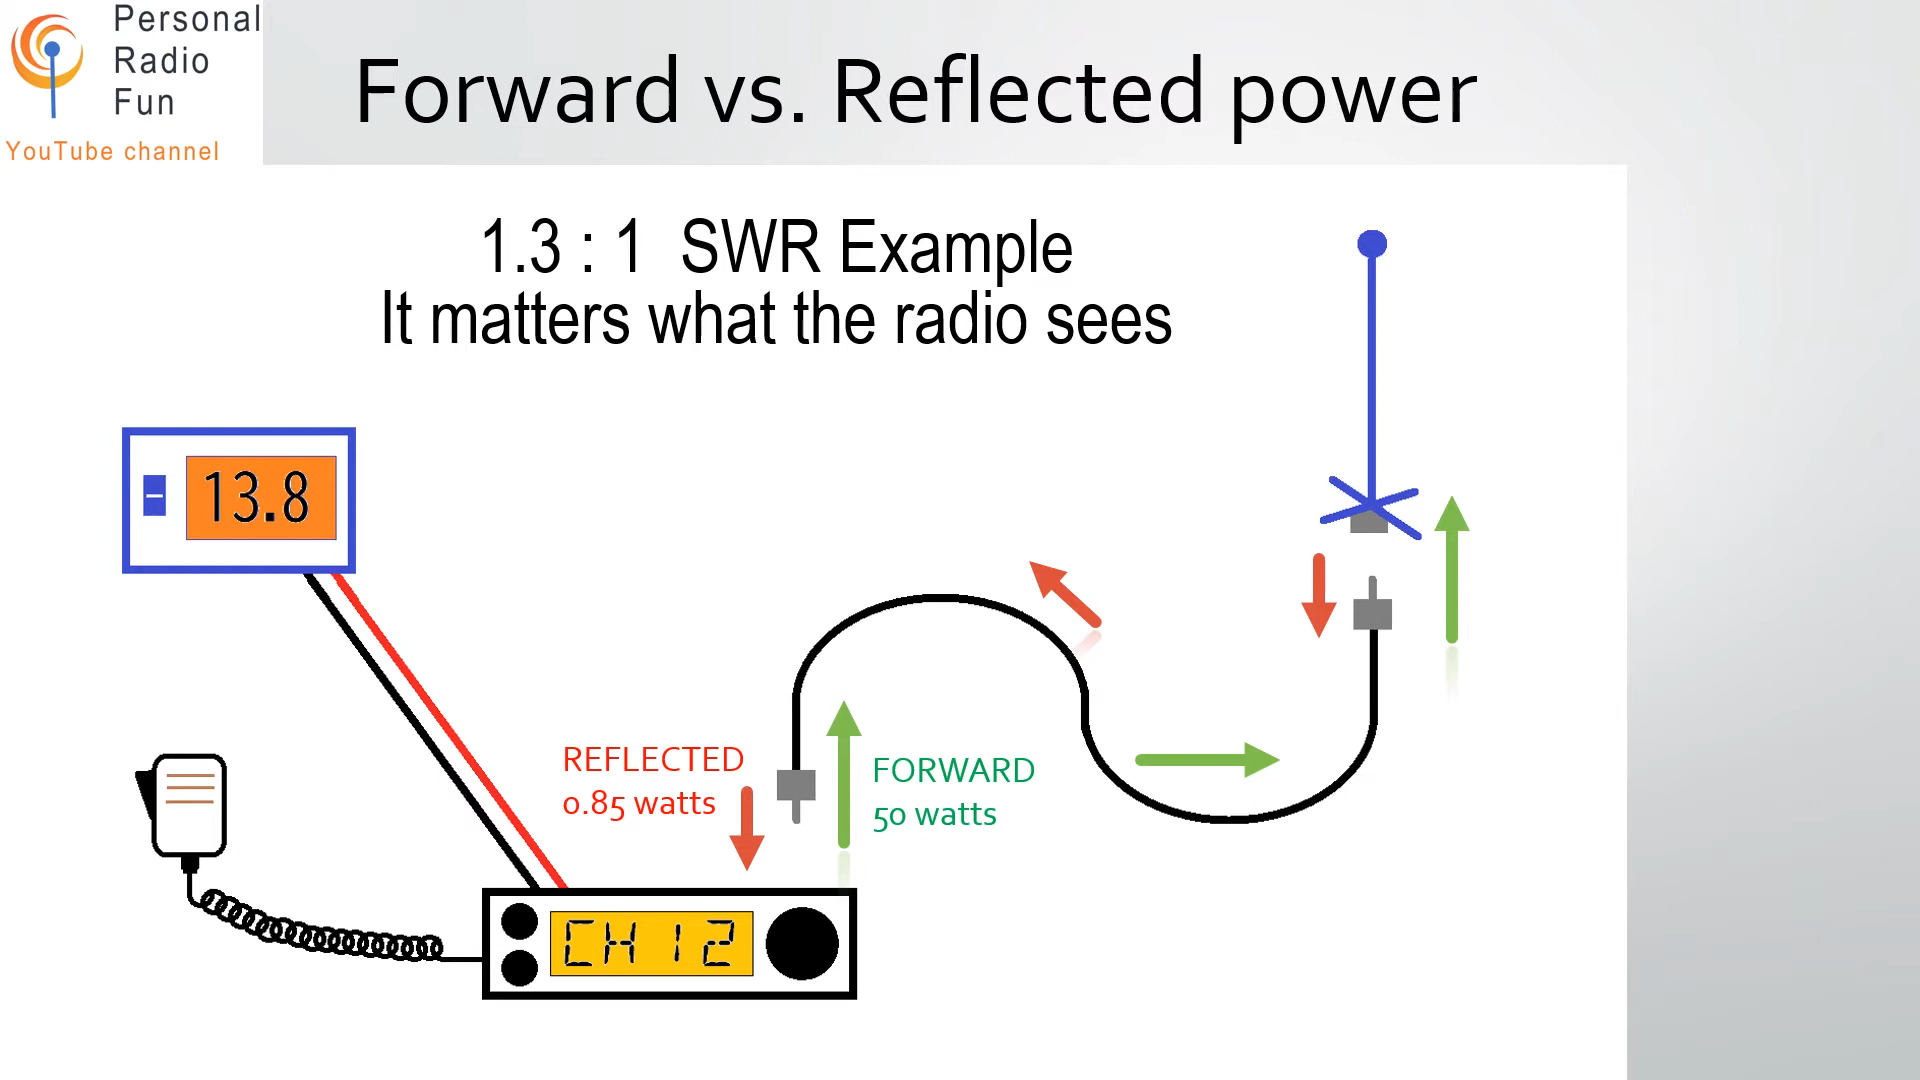 Personal
Radio
Fun
YouTube channel
Forward vs. Reflected power
1.3 : 1 SWR Example
It matters what the radio sees
13.8
REFLECTED
0.85 watts
FORWARD
50 watts
CH 12